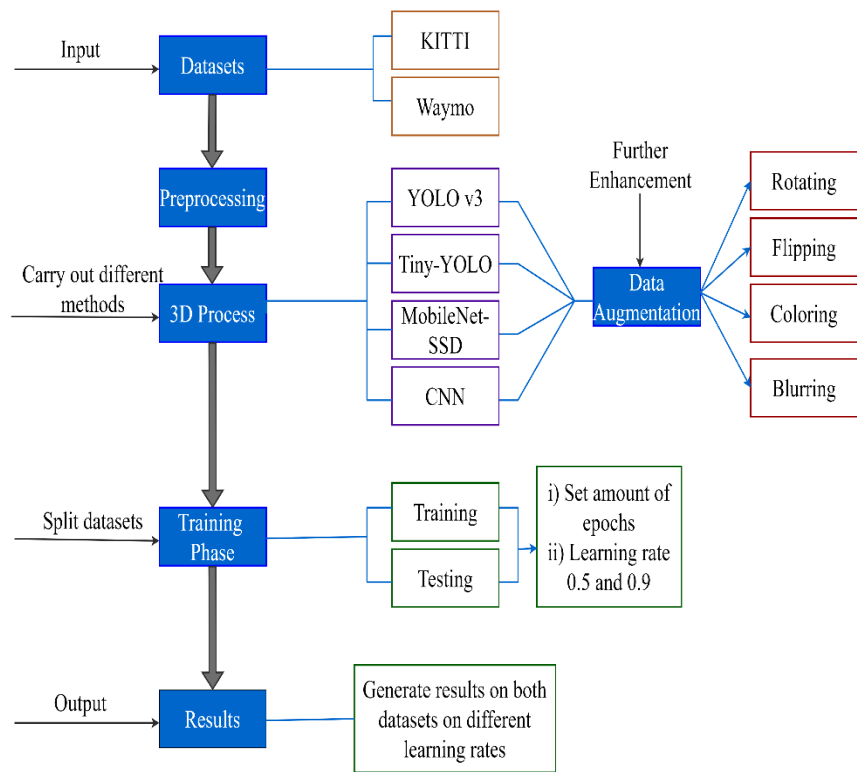 Input
Datasets
KITTI
Waymo
Preprocessing
Carry out different
methods
3D Process
YOLO v3
Tiny-YOLO
MobileNet-
SSD
CNN
Further
Enhancement
Data
Augmentation
Rotating
Flipping
Coloring
Blurring
Split datasets
Training
Phase
Training
Testing
i) Set amount of
epochs
ii) Learning rate
0.5 and 0.9
Output
Results
Generate results on both
datasets on different
learning rates